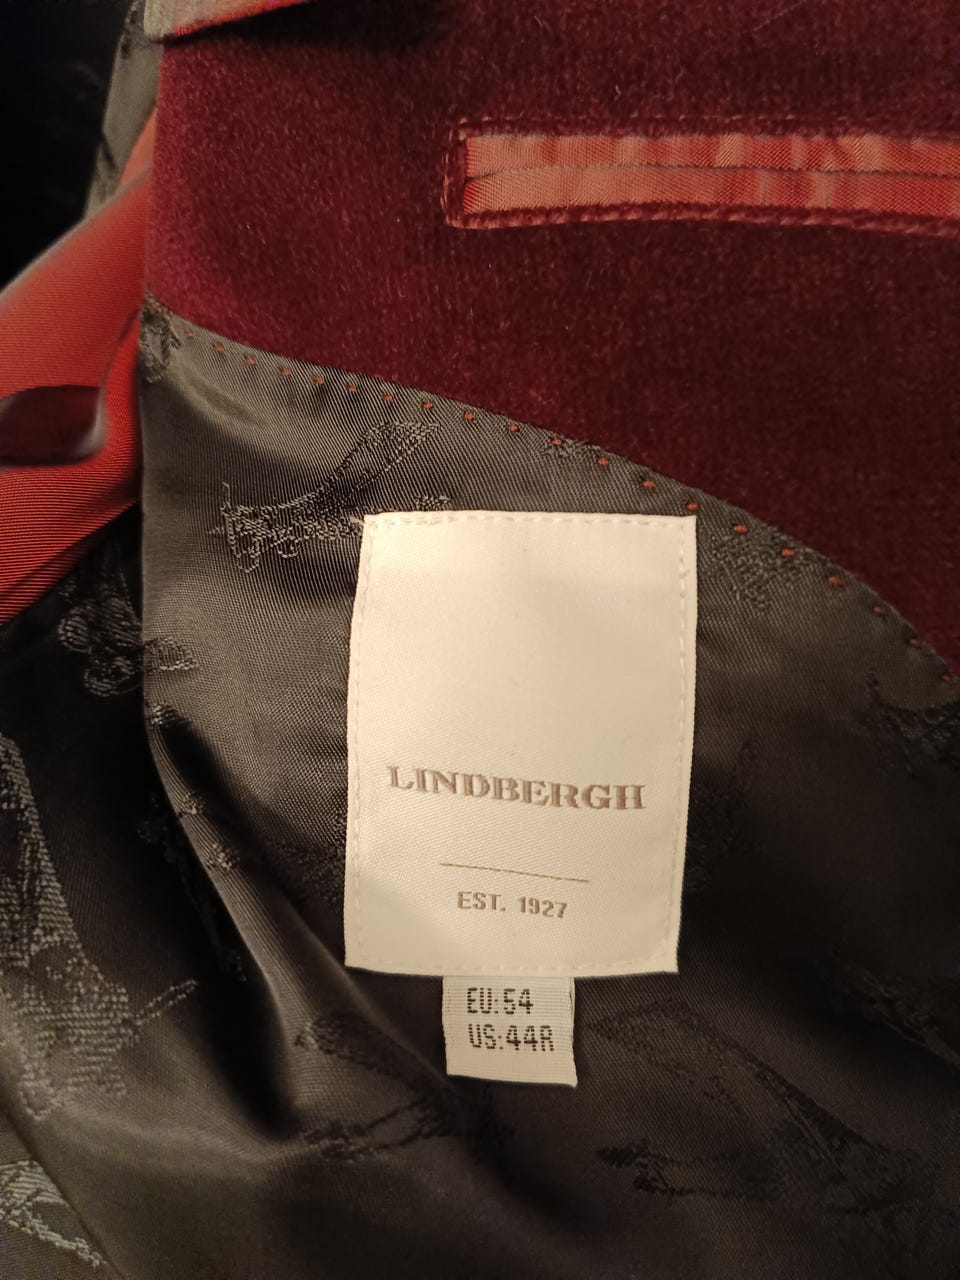 LINDBERGH
EST. 1927
EU:54
US:44R